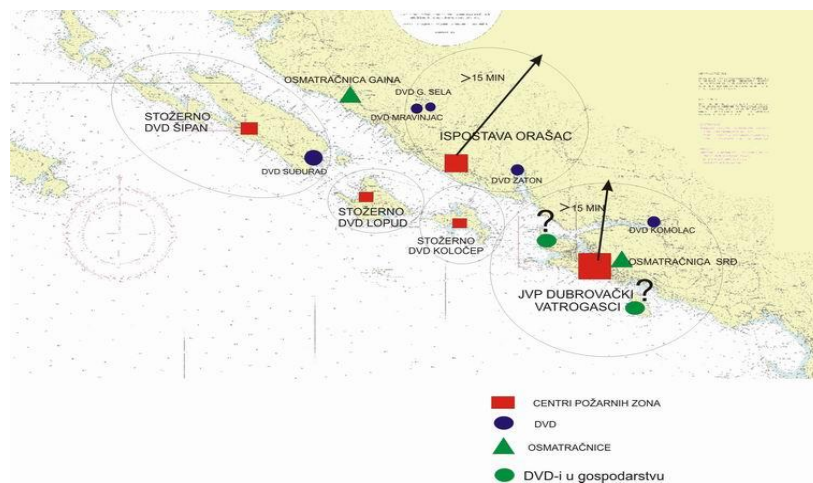 OSMATRAČNICA GAJNA
>15 MIN
DVD G. SELA
DVD MRAVINJAC
STOŽERNO
DVD ŠIPAN
ISPOSTAVA ORAŠAC
DVD SUĐURAĐ
DVD ZATON
STOŽERNO
DVD LOPUD
>15 MIN
?
STOŽERNO
DVD KOLOČEP
DVD KOMOLAC
OSMATRAČNICA SRĐ
JVP DUBROVAČKI
VATROGASCI
?
CENTRI POŽARNIH ZONA
DVD
OSMATRAČNICE
DVD-i u gospodarstvu